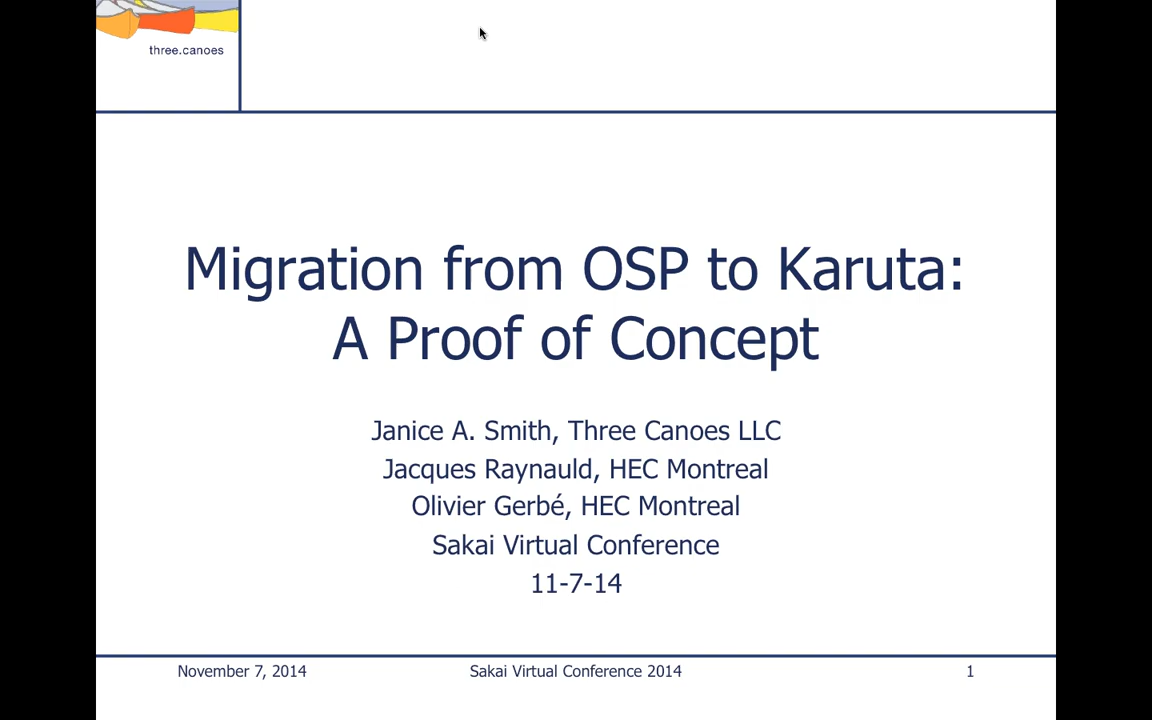 three.canoes
Migration from OSP to Karuta:
A Proof of Concept
Janice A. Smith, Three Canoes LLC
Jacques Raynauld, HEC Montreal
Olivier Gerbé, HEC Montreal
Sakai Virtual Conference
11-7-14
November 7, 2014
Sakai Virtual Conference 2014
1